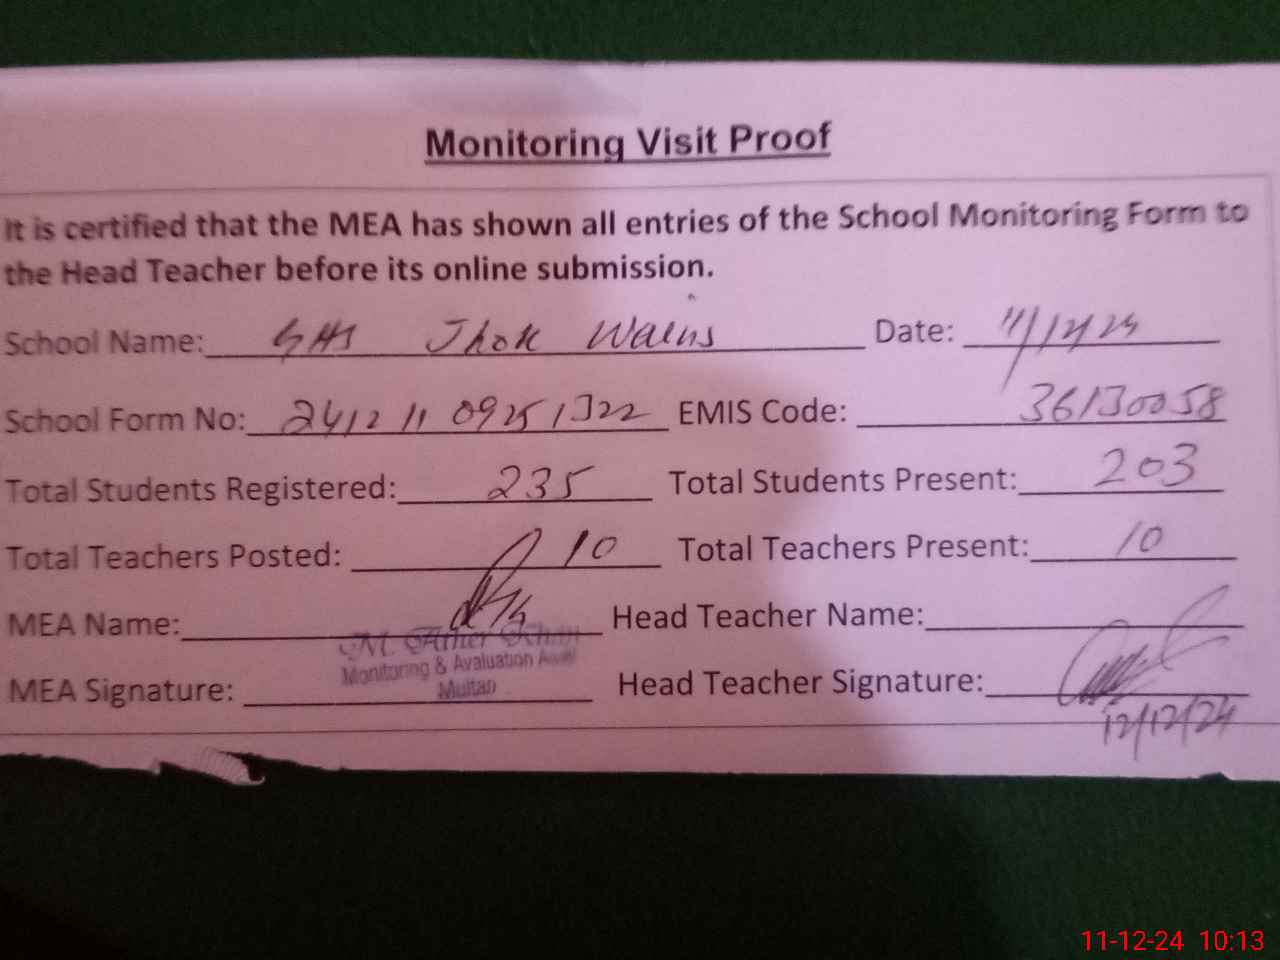 Monitoring Visit Proof
It is certified that the MEA has shown all entries of the School Monitoring Form to
the Head Teacher before its online submission.
School Name: GHS Jhok Wains Date: 11/12/24
School Form No: 2412 11 0925 1322 EMIS Code: 36130058
Total Students Registered: 235 Total Students Present: 203
Total Teachers Posted: 10 Total Teachers Present: 10
MEA Name: Head Teacher Name:
M. Ather Khan
Monitoring & Avaluation
Multan
MEA Signature: Head Teacher Signature:
12/12/24
11-12-24 10:13